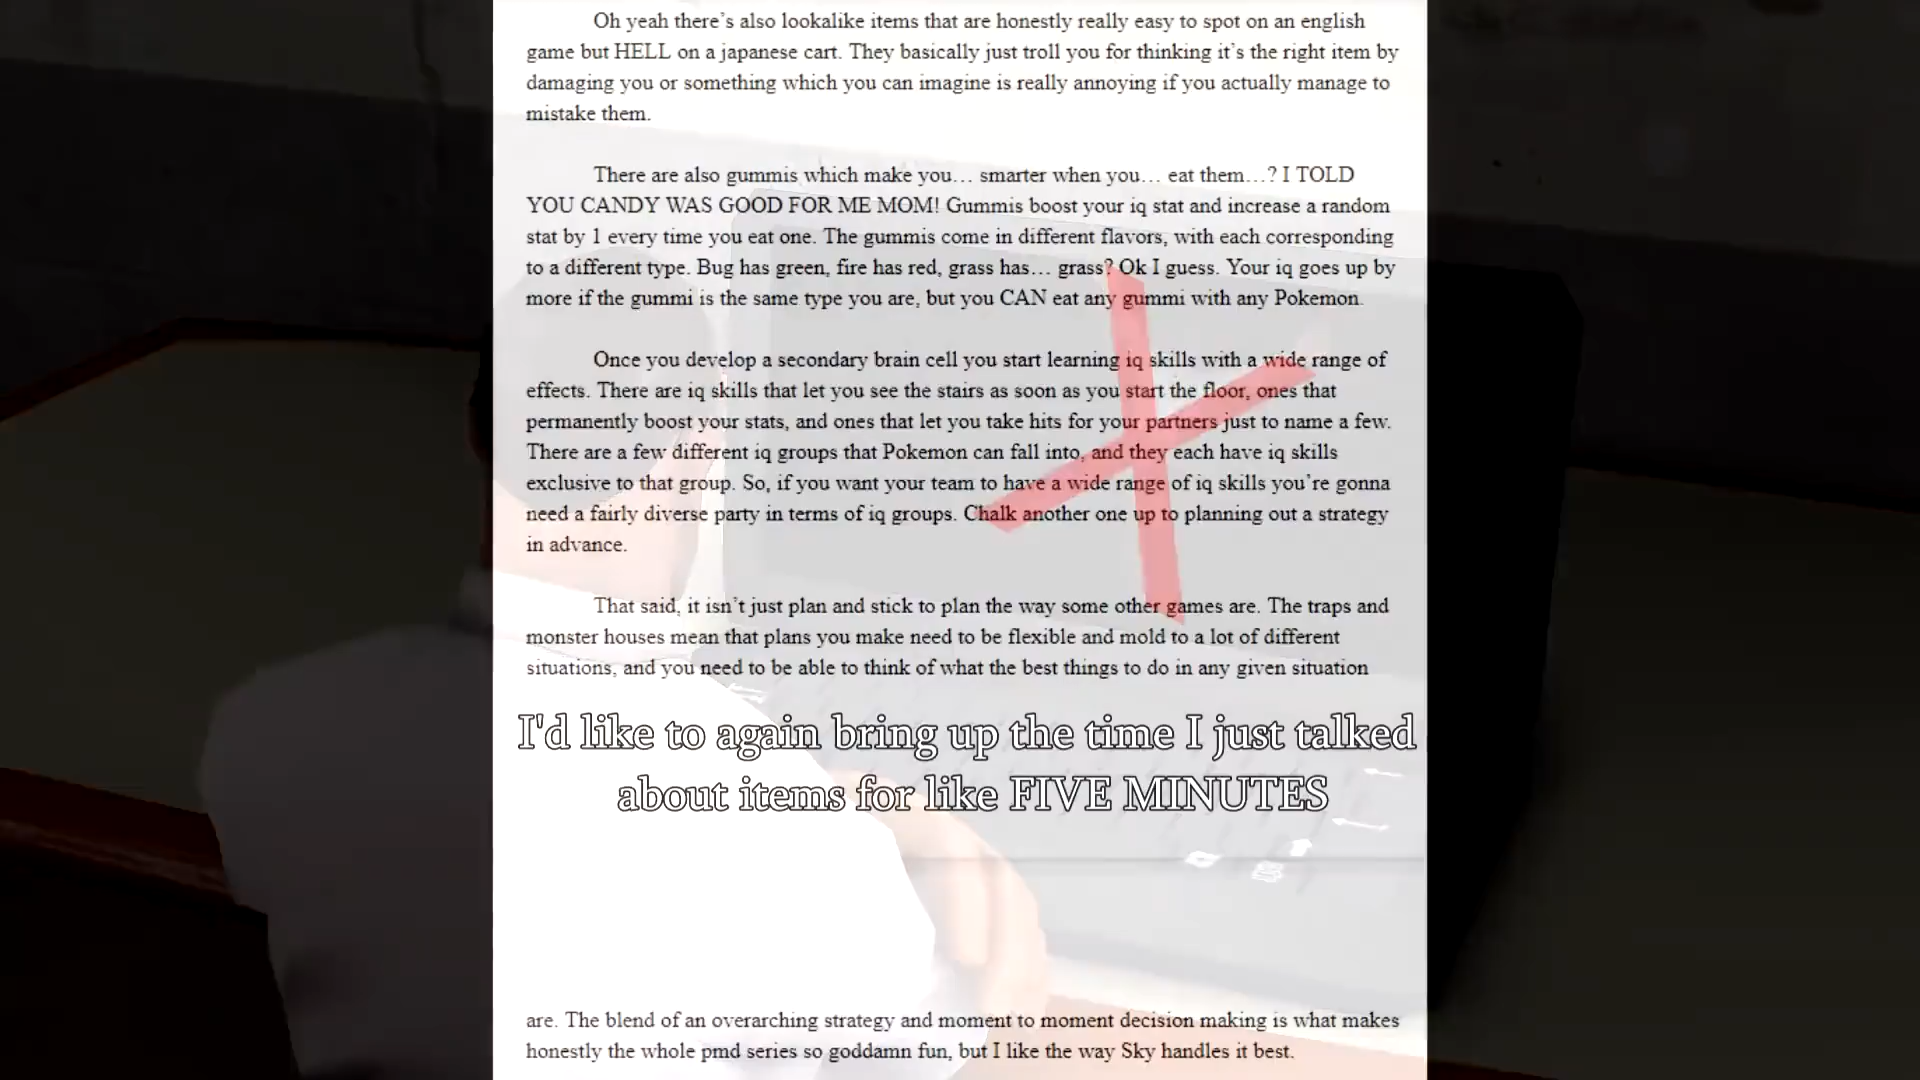 Oh yeah there's also lookalike items that are honestly really easy to spot on an english
game but HELL on a japanese cart. They basically just troll you for thinking it's the right item by
damaging you or something which you can imagine is really annoying if you actually manage to
mistake them.
There are also gummis which make you... smarter when you... eat them...? I TOLD
YOU CANDY WAS GOOD FOR ME MOM! Gummis boost your iq stat and increase a random
stat by 1 every time you eat one. The gummis come in different flavors, with each corresponding
to a different type. Bug has green, fire has red, grass has... grass? Ok I guess. Your iq goes up by
more if the gummi is the same type you are, but you CAN eat any gummi with any Pokemon.
Once you develop a secondary brain cell you start learning iq skills with a wide range of
effects. There are iq skills that let you see the stairs as soon as you start the floor, ones that
permanently boost your stats, and ones that let you take hits for your partners just to name a few.
There are a few different iq groups that Pokemon can fall into, and they each have iq skills
exclusive to that group. So, if you want your team to have a wide range of iq skills you're gonna
need a fairly diverse party in terms of iq groups. Chalk another one up to planning out a strategy
in advance.
That said, it isn't just plan and stick to plan the way some other games are. The traps and
monster houses mean that plans you make need to be flexible and mold to a lot of different
situations, and you need to be able to think of what the best things to do in any given situation
I'd like to again bring up the time I just talked
about items for like FIVE MINUTES
are. The blend of an overarching strategy and moment to moment decision making is what makes
honestly the whole pmd series so goddamn fun, but I like the way Sky handles it best.